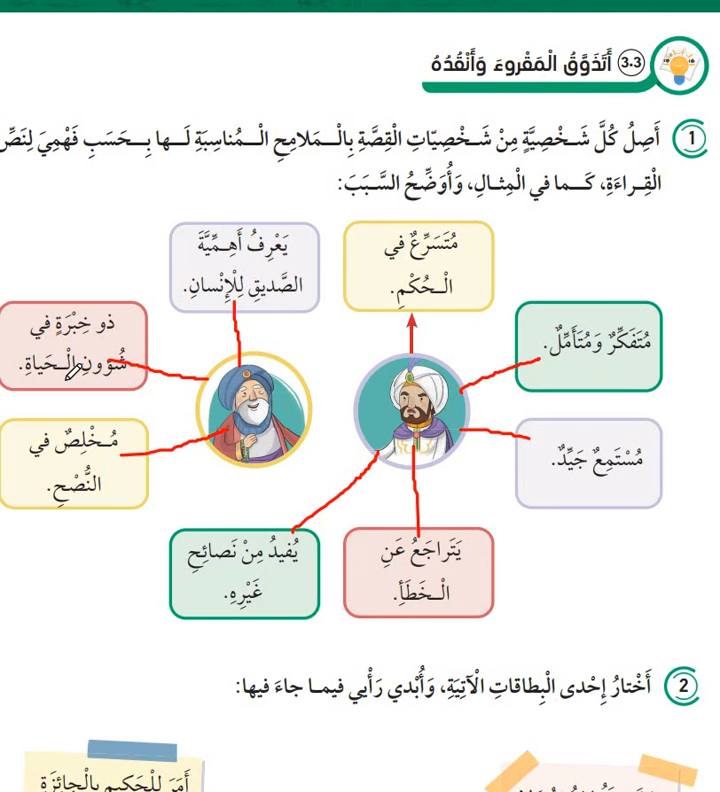 3.3 أَتَذَوَّقُ الْمَقْروءَ وَأَنْقُدُهُ
1 أَصِلُ كُلَّ شَخْصِيَّةٍ مِنْ شَخْصِيّاتِ الْقِصَّةِ بِالْمَلامِحِ الْمُناسِبَةِ لَها بِحَسَبِ فَهْمِيَ لِنَصِّ
الْقِراءَةِ، كَما في الْمِثالِ، وَأُوَضِّحُ السَّبَبَ:
مُتَسَرِّعٌ في
الْحُكْمِ.
يَعْرِفُ أَهَمِّيَّةَ
الصَّديقِ لِلْإِنْسانِ.
مُتَفَكِّرٌ وَمُتَأَمِّلٌ.
ذو خِبْرَةٍ في
شُؤونِ الْحَياةِ.
مُسْتَمِعٌ جَيِّدٌ.
مُخْلِصٌ في
النُّصْحِ.
يَتَراجَعُ عَنِ
الْخَطَأِ.
يُفيدُ مِنْ نَصائِحِ
غَيْرِهِ.
2 أَخْتارُ إِحْدى الْبِطاقاتِ الْآتِيَةِ، وَأُبْدي رَأْيي فيما جاءَ فيها:
أَمَرَ لِلْحَكيمِ بِالْجائِزَةِ